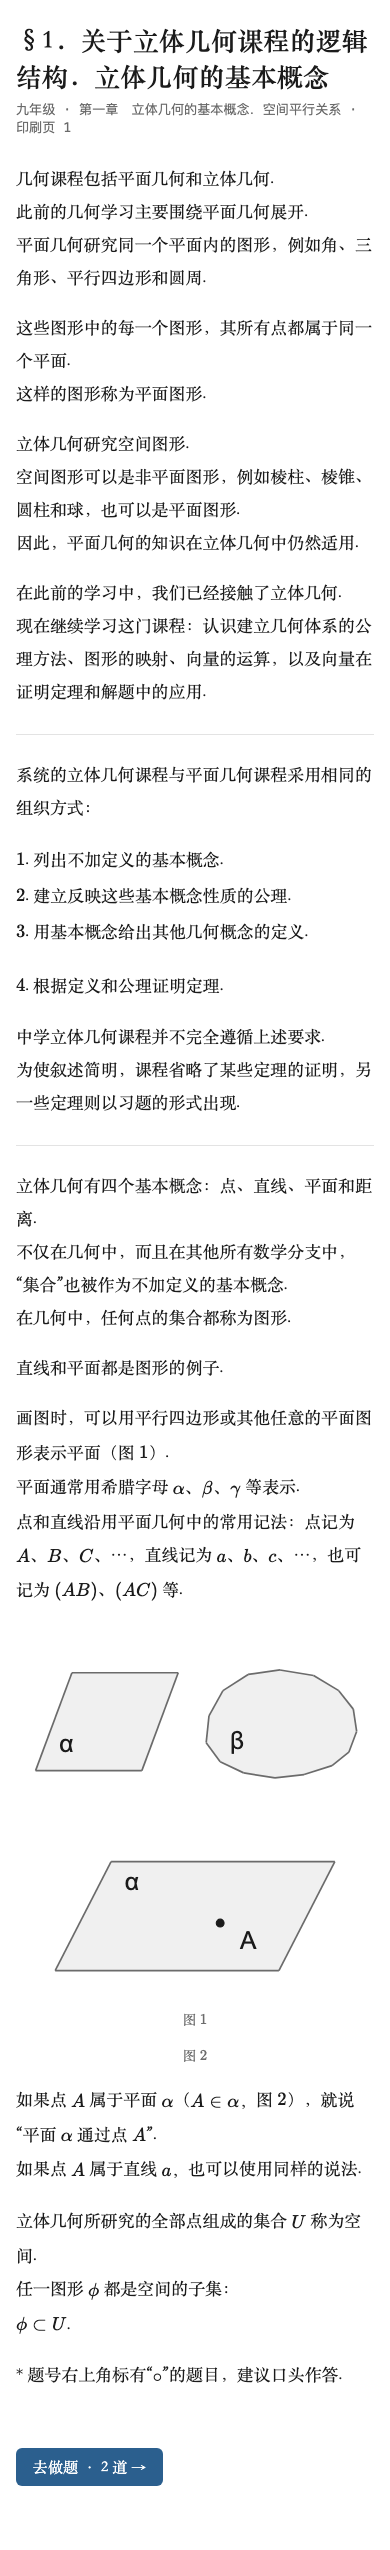 §1. 关于立体几何课程的逻辑
结构. 立体几何的基本概念
九年级 · 第一章 立体几何的基本概念. 空间平行关系 ·
印刷页 1
几何课程包括平面几何和立体几何.
此前的几何学习主要围绕平面几何展开.
平面几何研究同一个平面内的图形，例如角、三
角形、平行四边形和圆周.
这些图形中的每一个图形，其所有点都属于同一
个平面.
这样的图形称为平面图形.
立体几何研究空间图形.
空间图形可以是非平面图形，例如棱柱、棱锥、
圆柱和球，也可以是平面图形.
因此，平面几何的知识在立体几何中仍然适用.
在此前的学习中，我们已经接触了立体几何.
现在继续学习这门课程：认识建立几何体系的公
理方法、图形的映射、向量的运算，以及向量在
证明定理和解题中的应用.
系统的立体几何课程与平面几何课程采用相同的
组织方式：
1. 列出不加定义的基本概念.
2. 建立反映这些基本概念性质的公理.
3. 用基本概念给出其他几何概念的定义.
4. 根据定义和公理证明定理.
中学立体几何课程并不完全遵循上述要求.
为使叙述简明，课程省略了某些定理的证明，另
一些定理则以习题的形式出现.
立体几何有四个基本概念：点、直线、平面和距
离.
不仅在几何中，而且在其他所有数学分支中，
“集合”也被作为不加定义的基本概念.
在几何中，任何点的集合都称为图形.
直线和平面都是图形的例子.
画图时，可以用平行四边形或其他任意的平面图
形表示平面（图 1）.
平面通常用希腊字母 α、β、γ 等表示.
点和直线沿用平面几何中的常用记法：点记为
A、B、C、⋯，直线记为 a、b、c、⋯，也可
记为 (AB)、(AC) 等.
α
β
α
A
图 1
图 2
如果点 A 属于平面 α（A ∈ α，图 2），就说
“平面 α 通过点 A”.
如果点 A 属于直线 a，也可以使用同样的说法.
立体几何所研究的全部点组成的集合 U 称为空
间.
任一图形 ϕ 都是空间的子集：
ϕ ⊂ U.
* 题号右上角标有“○”的题目，建议口头作答.
去做题 · 2 道 →